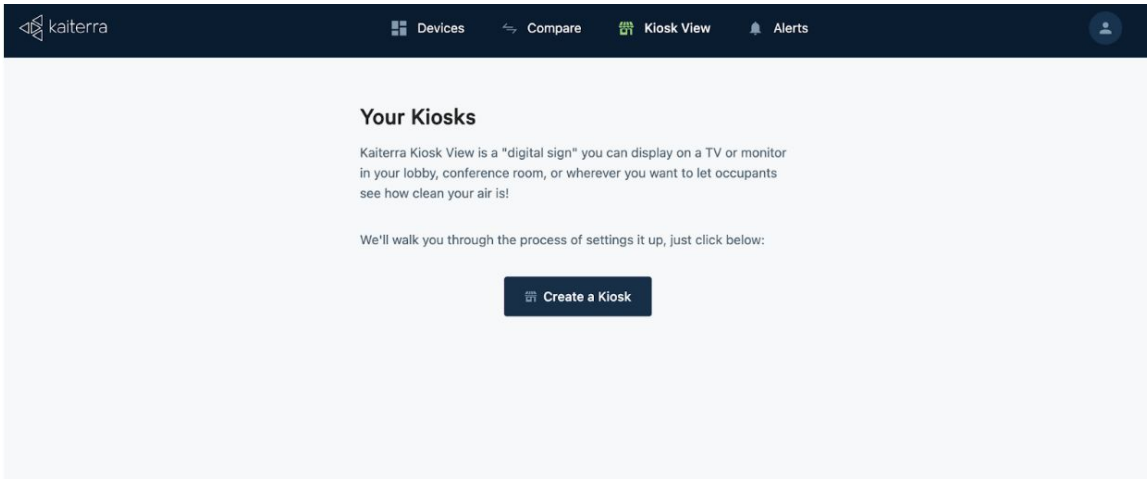 kaiterra
Devices
Compare
Kiosk View
Alerts
Your Kiosks
Kaiterra Kiosk View is a "digital sign" you can display on a TV or monitor
in your lobby, conference room, or wherever you want to let occupants
see how clean your air is!
We'll walk you through the process of settings it up, just click below:
Create a Kiosk